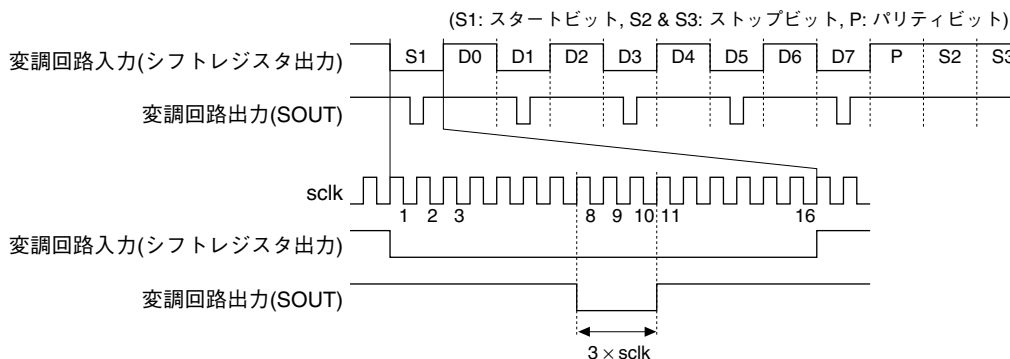 (S1: スタートビット, S2 & S3: ストップビット, P: パリティビット)
変調回路入力(シフトレジスタ出力) S1 D0 D1 D2 D3 D4 D5 D6 D7 P S2 S3
変調回路出力(SOUT)
sclk
1 2 3 8 9 10 11 16
変調回路入力(シフトレジスタ出力)
変調回路出力(SOUT)
3 × sclk